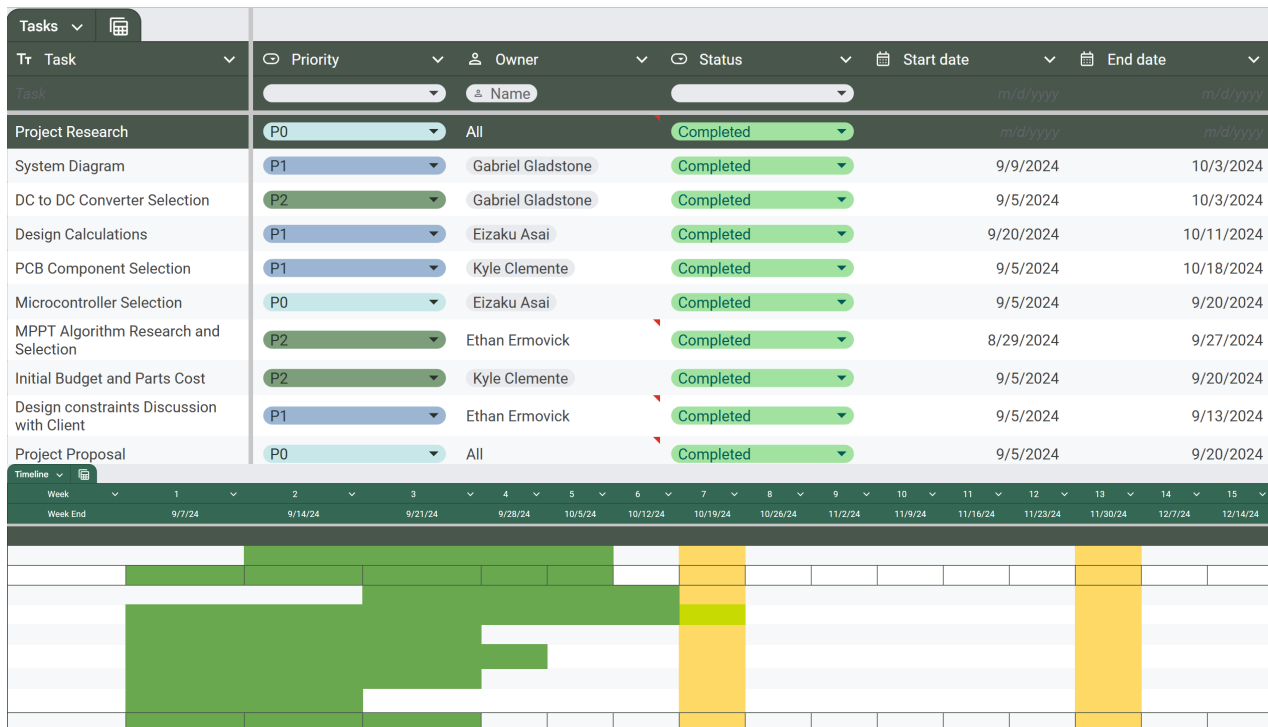 Tasks
Task Priority Owner Status Start date End date
Task Name m/d/yyyy m/d/yyyy
Project Research P0 All Completed m/d/yyyy m/d/yyyy
System Diagram P1 Gabriel Gladstone Completed 9/9/2024 10/3/2024
DC to DC Converter Selection P2 Gabriel Gladstone Completed 9/5/2024 10/3/2024
Design Calculations P1 Eizaku Asai Completed 9/20/2024 10/11/2024
PCB Component Selection P1 Kyle Clemente Completed 9/5/2024 10/18/2024
Microcontroller Selection P0 Eizaku Asai Completed 9/5/2024 9/20/2024
MPPT Algorithm Research and
Selection P2 Ethan Ermovick Completed 8/29/2024 9/27/2024
Initial Budget and Parts Cost P2 Kyle Clemente Completed 9/5/2024 9/20/2024
Design constraints Discussion
with Client P1 Ethan Ermovick Completed 9/5/2024 9/13/2024
Project Proposal P0 All Completed 9/5/2024 9/20/2024
Timeline
Week 1 2 3 4 5 6 7 8 9 10 11 12 13 14 15
Week End 9/7/24 9/14/24 9/21/24 9/28/24 10/5/24 10/12/24 10/19/24 10/26/24 11/2/24 11/9/24 11/16/24 11/23/24 11/30/24 12/7/24 12/14/24